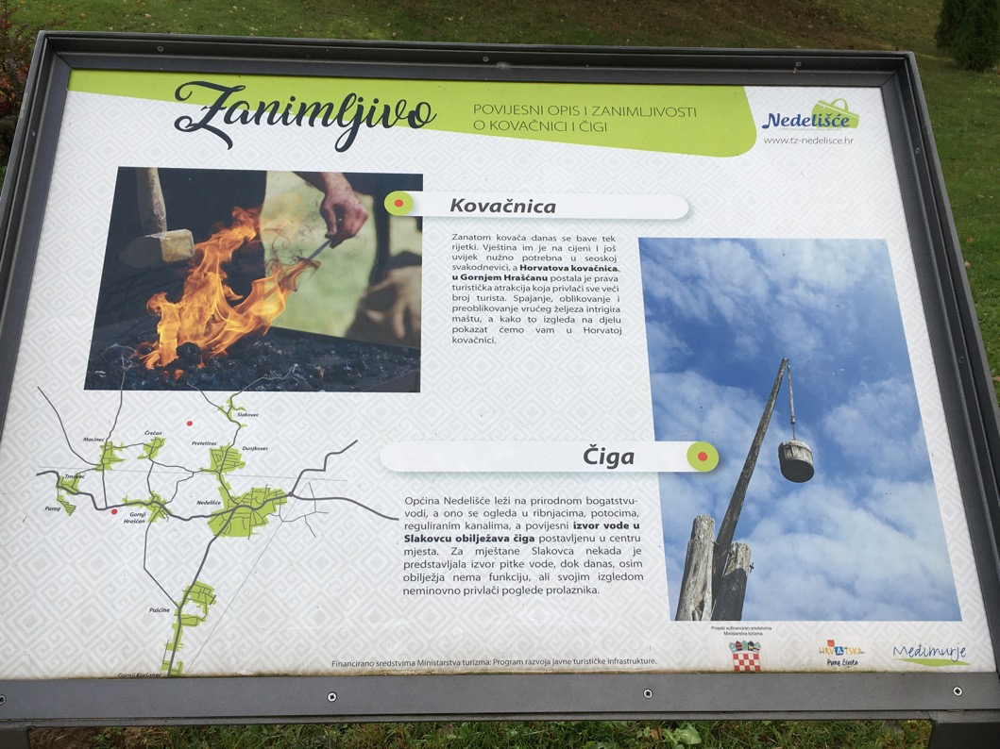 Zanimljivo
POVIJESNI OPIS I ZANIMLJIVOSTI
O KOVAČNICI I ČIGI
Nedelišće
www.tz-nedelisce.hr
Kovačnica
Zanatom kovača danas se bave tek
rijetki. Vještina im je na cijeni I još
uvijek nužno potrebna u seoskoj
svakodnevici, a Horvatova kovačnica
u Gornjem Hrašćanu postala je prava
turistička atrakcija koja privlači sve veći
broj turista. Spajanje, oblikovanje i
preoblikovanje vrućeg željeza intrigira
maštu, a kako to izgleda na djelu
pokazat ćemo vam u Horvatoj
kovačnici.
Slakovec
Macinec
Črečan
Pretetinec
Dunjkovec
Trnovec
Parag
Gornji
Hrašćan
Nedelišće
Pušćine
Gornji Kuršanec
Čiga
Općina Nedelišće leži na prirodnom bogatstvu-
vodi, a ono se ogleda u ribnjacima, potocima,
reguliranim kanalima, a povijesni izvor vode u
Slakovcu obilježava čiga postavljenu u centru
mjesta. Za mještane Slakovca nekada je
predstavljala izvor pitke vode, dok danas, osim
obilježja nema funkciju, ali svojim izgledom
neminovno privlači poglede prolaznika.
Projekt sufinanciran sredstvima
Ministarstva turizma
HRVATSKA
Puna života
Međimurje
Financirano sredstvima Ministarstva turizma: Program razvoja javne turističke infrastrukture.